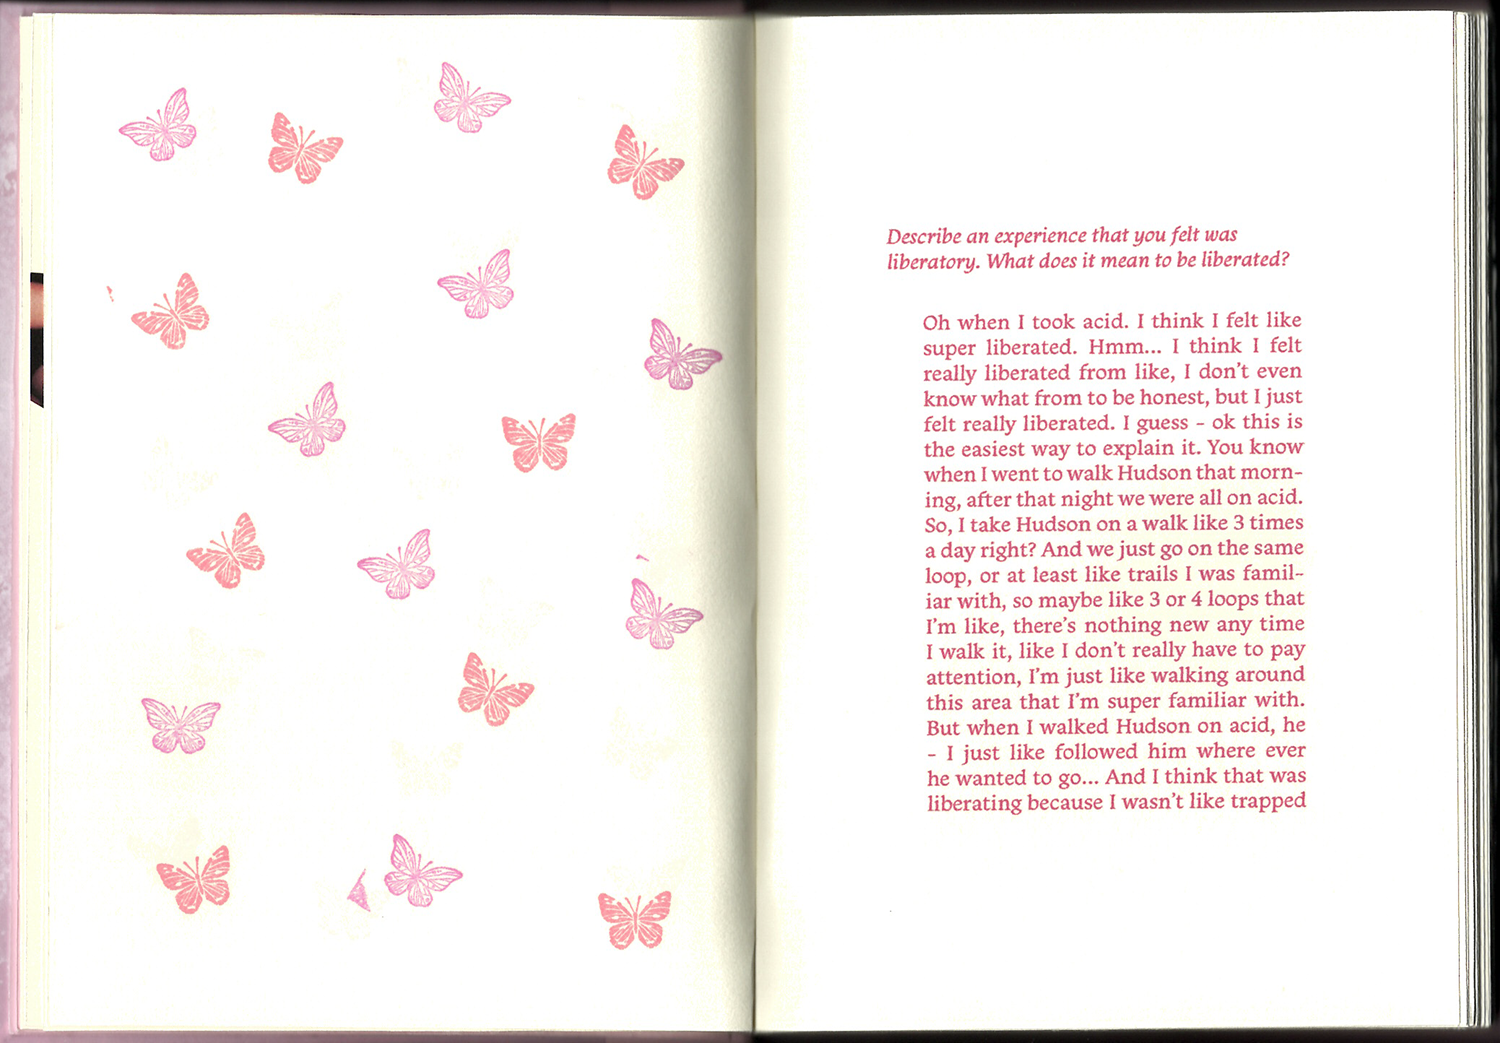 Describe an experience that you felt was
liberatory. What does it mean to be liberated?
Oh when I took acid. I think I felt like
super liberated. Hmm... I think I felt
really liberated from like, I don't even
know what from to be honest, but I just
felt really liberated. I guess - ok this is
the easiest way to explain it. You know
when I went to walk Hudson that morn-
ing, after that night we were all on acid.
So, I take Hudson on a walk like 3 times
a day right? And we just go on the same
loop, or at least like trails I was famil-
iar with, so maybe like 3 or 4 loops that
I'm like, there's nothing new any time
I walk it, like I don't really have to pay
attention, I'm just like walking around
this area that I'm super familiar with.
But when I walked Hudson on acid, he
- I just like followed him where ever
he wanted to go... And I think that was
liberating because I wasn't like trapped